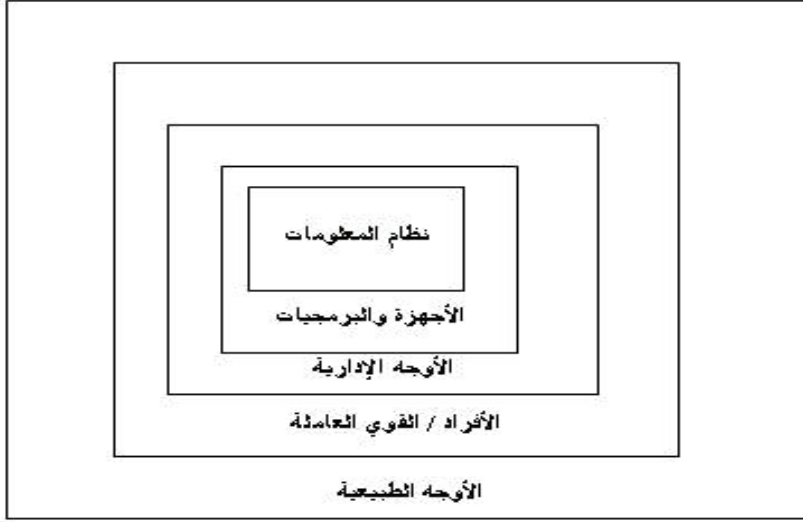 نظام المعلومات
الأجهزة والبرمجيات
الأوجه الإدارية
الأفراد / القوي العاملة
الأوجه الطبيعية